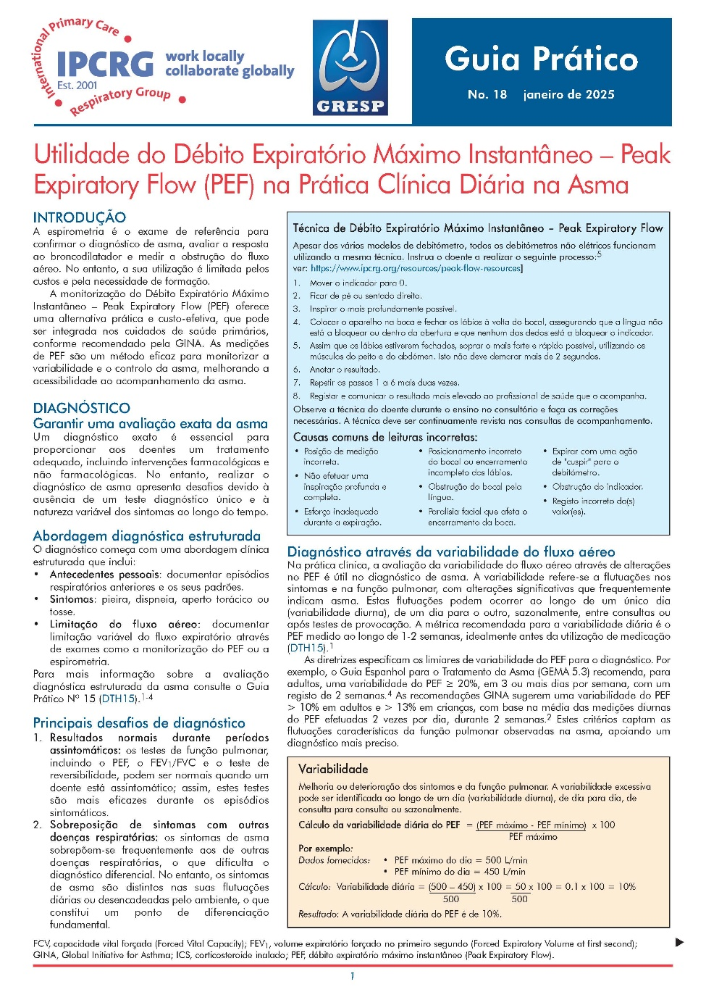 International Primary Care
IPCRG
Est. 2001
Respiratory Group
work locally
collaborate globally
GRESP
Guia Prático
No. 18 janeiro de 2025
Utilidade do Débito Expiratório Máximo Instantâneo – Peak
Expiratory Flow (PEF) na Prática Clínica Diária na Asma
INTRODUÇÃO
A espirometria é o exame de referência para
confirmar o diagnóstico de asma, avaliar a resposta
ao broncodilatador e medir a obstrução do fluxo
aéreo. No entanto, a sua utilização é limitada pelos
custos e pela necessidade de formação.
A monitorização do Débito Expiratório Máximo
Instantâneo – Peak Expiratory Flow (PEF) oferece
uma alternativa prática e custo-efetiva, que pode
ser integrada nos cuidados de saúde primários,
conforme recomendado pela GINA. As medições
de PEF são um método eficaz para monitorizar a
variabilidade e o controlo da asma, melhorando a
acessibilidade ao acompanhamento da asma.
DIAGNÓSTICO
Garantir uma avaliação exata da asma
Um diagnóstico exato é essencial para
proporcionar aos doentes um tratamento
adequado, incluindo intervenções farmacológicas e
não farmacológicas. No entanto, realizar o
diagnóstico de asma apresenta desafios devido à
ausência de um teste diagnóstico único e à
natureza variável dos sintomas ao longo do tempo.
Abordagem diagnóstica estruturada
O diagnóstico começa com uma abordagem clínica
estruturada que inclui:
• Antecedentes pessoais: documentar episódios
respiratórios anteriores e os seus padrões.
• Sintomas: pieira, dispneia, aperto torácico ou
tosse.
• Limitação do fluxo aéreo: documentar
limitação variável do fluxo expiratório através
de exames como a monitorização do PEF ou a
espirometria.
Para mais informação sobre a avaliação
diagnóstica estruturada da asma consulte o Guia
Prático Nº 15 (DTH15).1-4
Principais desafios de diagnóstico
1. Resultados normais durante períodos
assintomáticos: os testes de função pulmonar,
incluindo o PEF, o FEV1/FVC e o teste de
reversibilidade, podem ser normais quando um
doente está assintomático; assim, estes testes
são mais eficazes durante os episódios
sintomáticos.
2. Sobreposição de sintomas com outras
doenças respiratórias: os sintomas de asma
sobrepõem-se frequentemente aos de outras
doenças respiratórias, o que dificulta o
diagnóstico diferencial. No entanto, os sintomas
de asma são distintos nas suas flutuações
diárias ou desencadeadas pelo ambiente, o que
constitui um ponto de diferenciação
fundamental.
Técnica de Débito Expiratório Máximo Instantâneo – Peak Expiratory Flow
Apesar dos vários modelos de debitómetro, todos os debitómetros não elétricos funcionam
utilizando a mesma técnica. Instrua o doente a realizar o seguinte processo:5
ver: https://www.ipcrg.org/resources/peak-flow-resources]
1. Mover o indicador para 0.
2. Ficar de pé ou sentado direito.
3. Inspirar o mais profundamente possível.
4. Colocar o aparelho na boca e fechar os lábios à volta do bocal, assegurando que a língua não
está a bloquear ou dentro da abertura e que nenhum dos dedos está a bloquear o indicador.
5. Assim que os lábios estiverem fechados, soprar o mais forte e rápido possível, utilizando os
músculos do peito e do abdómen. Isto não deve demorar mais de 2 segundos.
6. Anotar o resultado.
7. Repetir os passos 1 a 6 mais duas vezes.
8. Registar e comunicar o resultado mais elevado ao profissional de saúde que o acompanha.
Observe a técnica do doente durante o ensino no consultório e faça as correções
necessárias. A técnica deve ser continuamente revista nas consultas de acompanhamento.
Causas comuns de leituras incorretas:
• Posição de medição
incorreta.
• Não efetuar uma
inspiração profunda e
completa.
• Esforço inadequado
durante a expiração.
• Posicionamento incorreto
do bocal ou encerramento
incompleto dos lábios.
• Obstrução do bocal pela
língua.
• Paralisia facial que afeta o
encerramento da boca.
• Expirar com uma ação
de "cuspir" para o
debitómetro.
• Obstrução do indicador.
• Registo incorreto do(s)
valor(es).
Diagnóstico através da variabilidade do fluxo aéreo
Na prática clínica, a avaliação da variabilidade do fluxo aéreo através de alterações
no PEF é útil no diagnóstico de asma. A variabilidade refere-se a flutuações nos
sintomas e na função pulmonar, com alterações significativas que frequentemente
indicam asma. Estas flutuações podem ocorrer ao longo de um único dia
(variabilidade diurna), de um dia para o outro, sazonalmente, entre consultas ou
após testes de provocação. A métrica recomendada para a variabilidade diária é o
PEF medido ao longo de 1-2 semanas, idealmente antes da utilização de medicação
(DTH15).1
As diretrizes especificam os limiares de variabilidade do PEF para o diagnóstico. Por
exemplo, o Guia Espanhol para o Tratamento da Asma (GEMA 5.3) recomenda, para
adultos, uma variabilidade do PEF ≥ 20%, em 3 ou mais dias por semana, com um
registo de 2 semanas.4 As recomendações GINA sugerem uma variabilidade do PEF
> 10% em adultos e > 13% em crianças, com base na média das medições diurnas
do PEF efetuadas 2 vezes por dia, durante 2 semanas.2 Estes critérios captam as
flutuações características da função pulmonar observadas na asma, apoiando um
diagnóstico mais preciso.
Variabilidade
Melhoria ou deterioração dos sintomas e da função pulmonar. A variabilidade excessiva
pode ser identificada ao longo de um dia (variabilidade diurna), de dia para dia, de
consulta para consulta ou sazonalmente.
Cálculo da variabilidade diária do PEF = (PEF máximo - PEF mínimo) x 100
PEF máximo
Por exemplo:
Dados fornecidos: • PEF máximo do dia = 500 L/min
• PEF mínimo do dia = 450 L/min
Cálculo: Variabilidade diária = (500 – 450) x 100 = 50 x 100 = 0.1 x 100 = 10%
500 500
Resultado: A variabilidade diária do PEF é de 10%.
FCV, capacidade vital forçada (Forced Vital Capacity); FEV1, volume expiratório forçado no primeiro segundo (Forced Expiratory Volume at first second);
GINA, Global Initiative for Asthma; ICS, corticosteroide inalado; PEF, débito expiratório máximo instantâneo (Peak Expiratory Flow).
1